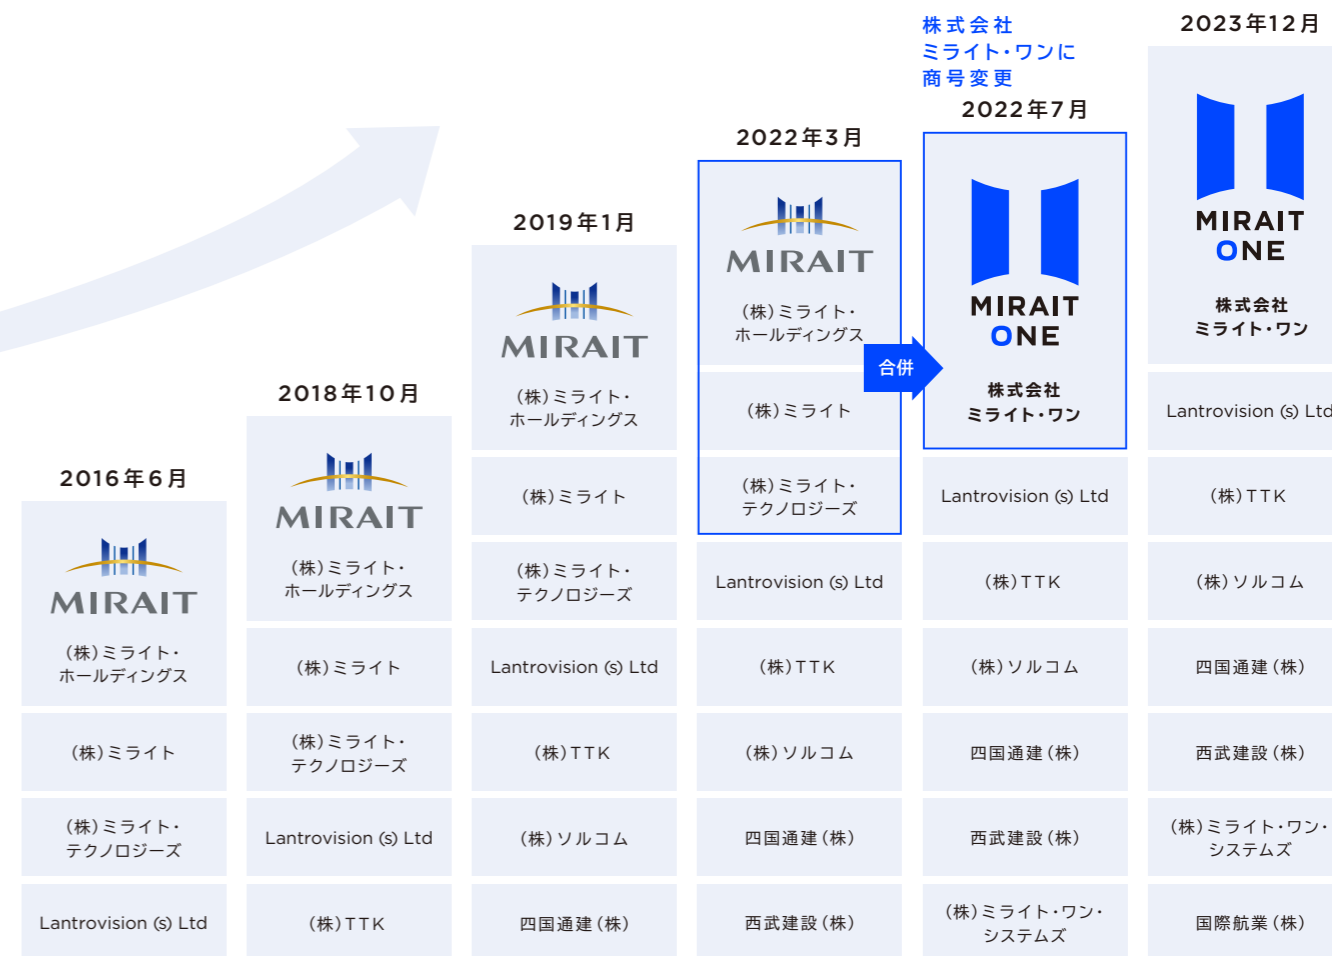 2016年6月
MIRAIT
(株)ミライト・
ホールディングス
(株)ミライト
(株)ミライト・
テクノロジーズ
Lantrovision (s) Ltd
2018年10月
MIRAIT
(株)ミライト・
ホールディングス
(株)ミライト
(株)ミライト・
テクノロジーズ
Lantrovision (s) Ltd
(株)TTK
2019年1月
MIRAIT
(株)ミライト・
ホールディングス
(株)ミライト
(株)ミライト・
テクノロジーズ
Lantrovision (s) Ltd
(株)TTK
(株)ソルコム
四国通建(株)
2022年3月
MIRAIT
(株)ミライト・
ホールディングス
(株)ミライト
(株)ミライト・
テクノロジーズ
Lantrovision (s) Ltd
(株)TTK
(株)ソルコム
四国通建(株)
西武建設(株)
合併
株式会社
ミライト・ワンに
商号変更
2022年7月
MIRAIT
ONE
株式会社
ミライト・ワン
Lantrovision (s) Ltd
(株)TTK
(株)ソルコム
四国通建(株)
西武建設(株)
(株)ミライト・ワン・
システムズ
2023年12月
MIRAIT
ONE
株式会社
ミライト・ワン
Lantrovision (s) Ltd
(株)TTK
(株)ソルコム
四国通建(株)
西武建設(株)
(株)ミライト・ワン・
システムズ
国際航業(株)